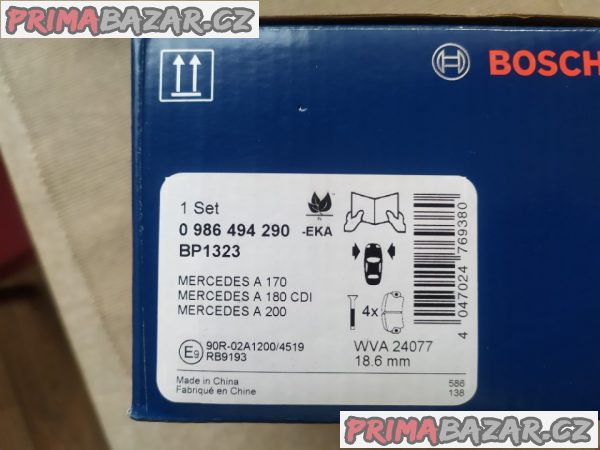 PRIMABAZAR.CZ
BOSCH
1 Set
0 986 494 290 -EKA
BP1323
MERCEDES A 170
MERCEDES A 180 CDI
MERCEDES A 200
4x
E9 90R-02A1200/4519
RB9193
WVA 24077
18.6 mm
4 047024 769380
Made in China
Fabriqué en Chine
586
138
PRIMABAZAR.CZ